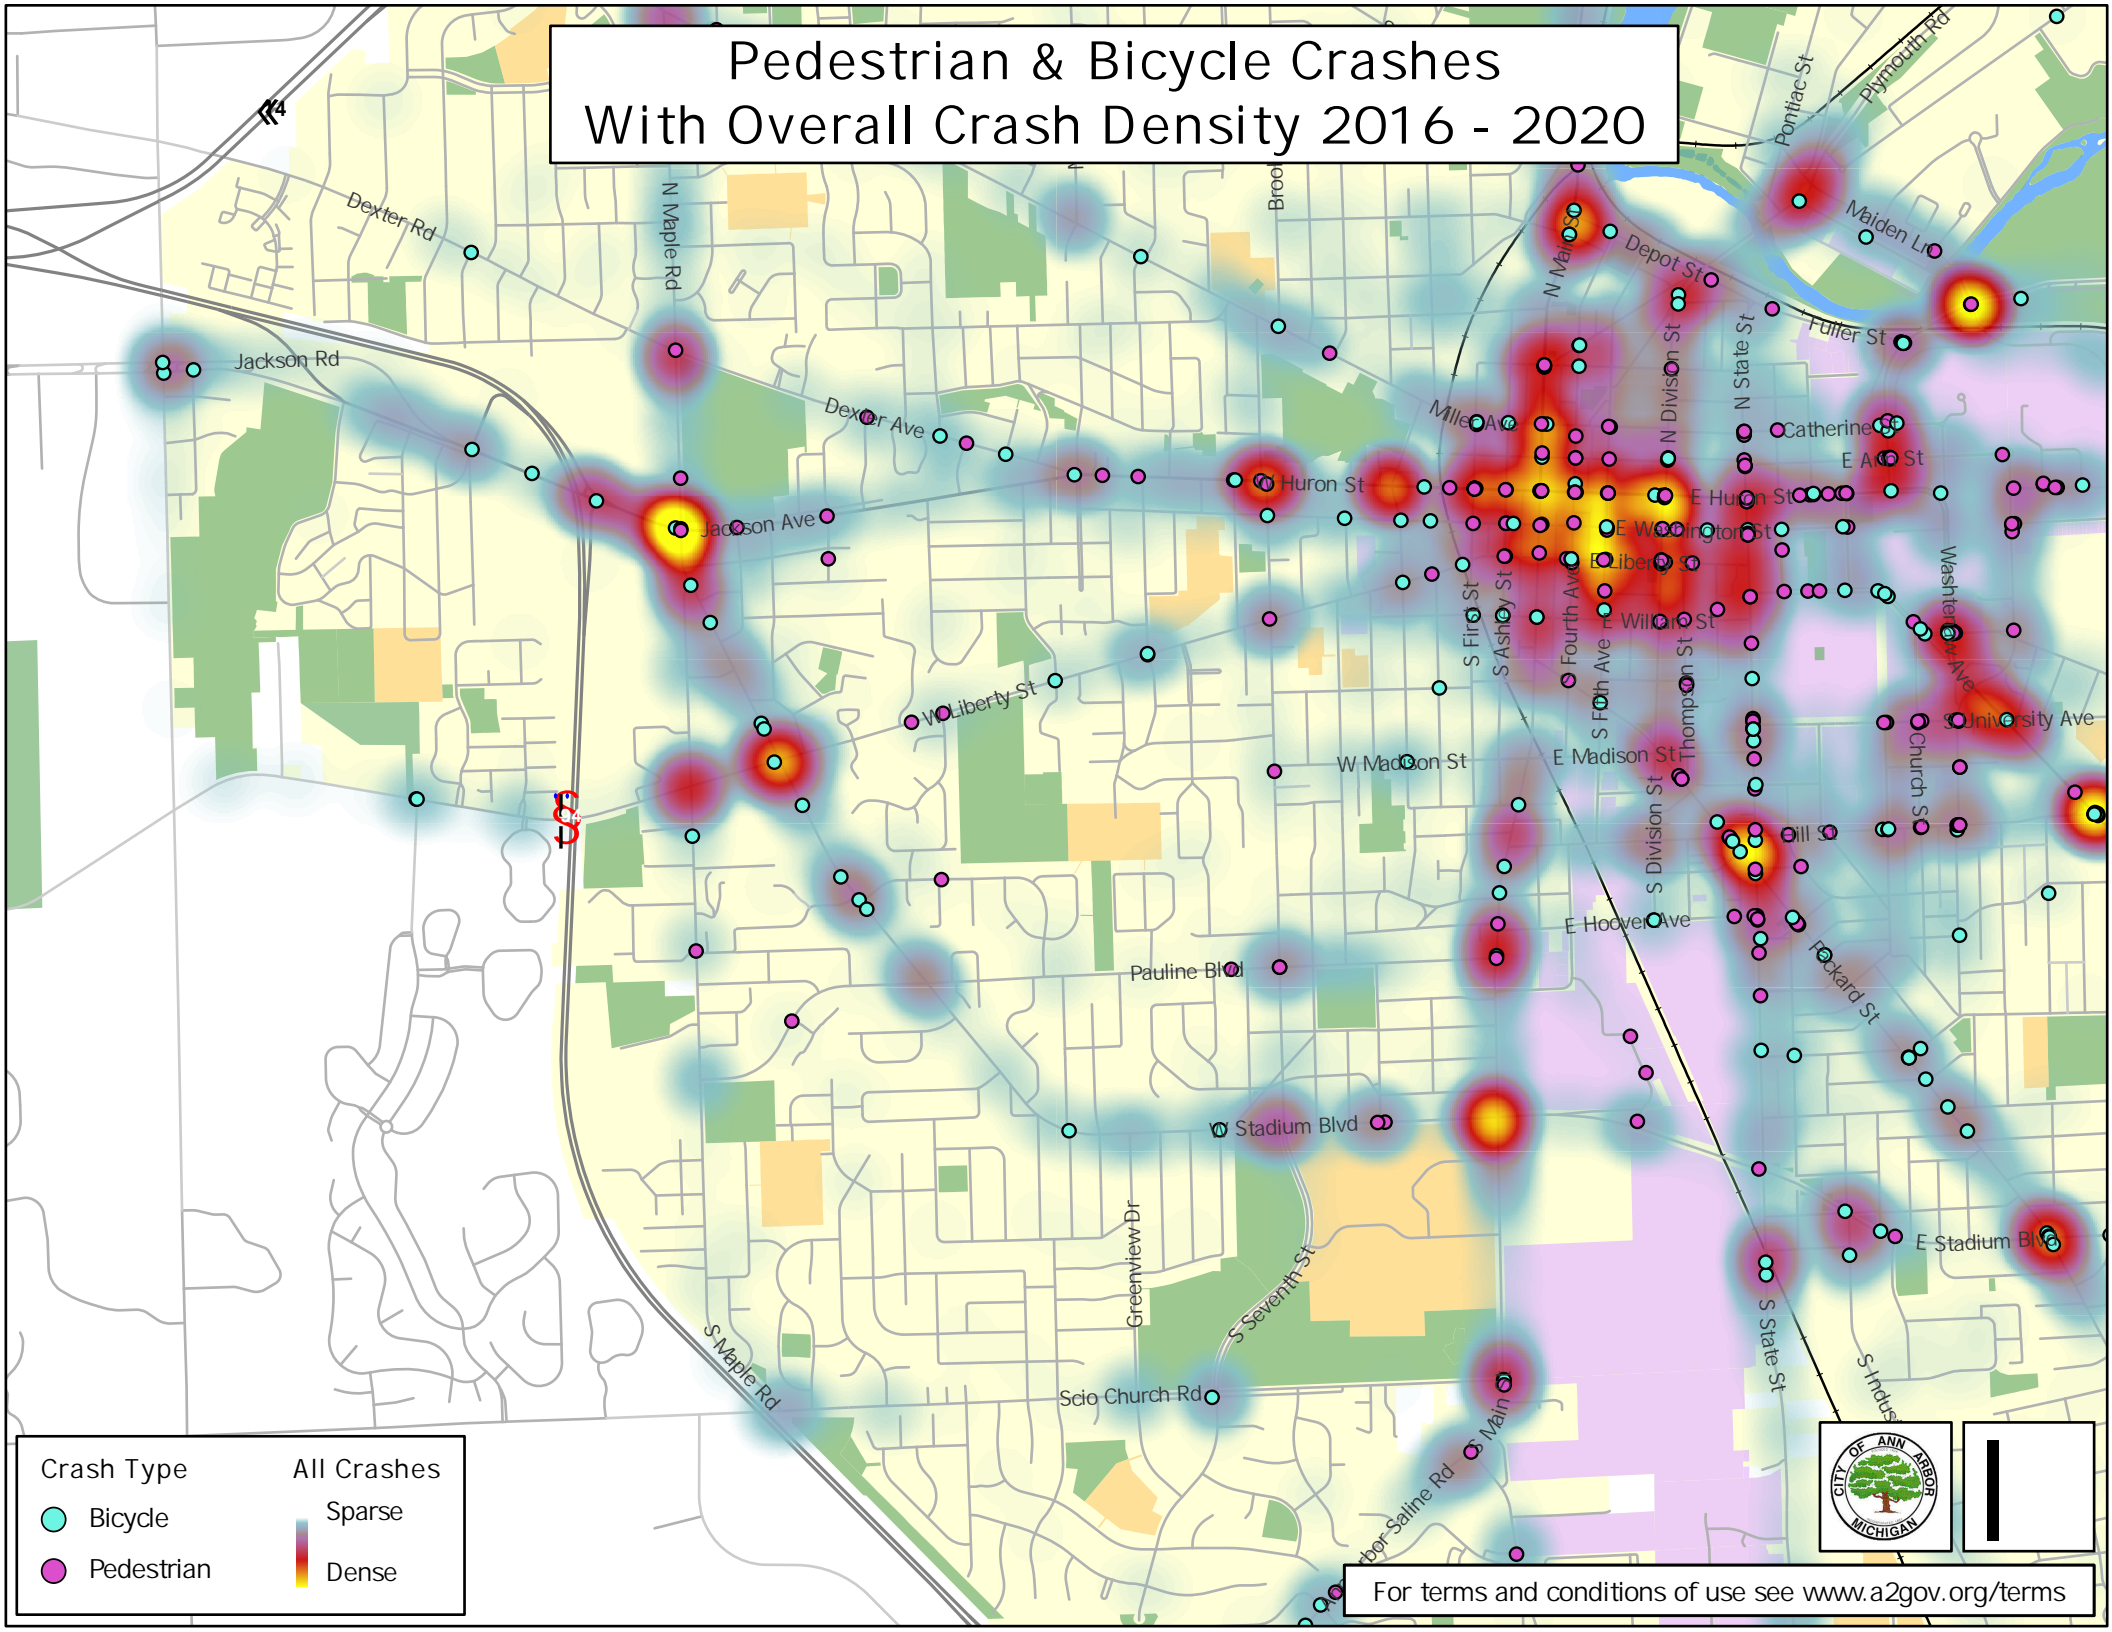 Pedestrian & Bicycle Crashes
With Overall Crash Density 2016 - 2020
Plymouth Rd
Pontiac St
Maiden Ln
Dexter Rd
N Maple Rd
N Main St
Depot St
Fuller St
Jackson Rd
N Division St
N State St
Dexter Ave
Miller Ave
Catherine St
E Ann St
W Huron St
E Huron St
Jackson Ave
E Washington St
E Liberty St
Washtenaw Ave
S First St
S Ashley St
S Fourth Ave
S Fifth Ave
E William St
Thompson St
W Liberty St
S University Ave
Church St
W Madison St
E Madison St
S Division St
Hill St
E Hoover Ave
Packard St
Pauline Blvd
W Stadium Blvd
E Stadium Blvd
Greenview Dr
S Seventh St
S Maple Rd
Scio Church Rd
S Main
S State St
S Indus
rbor Saline Rd
Crash Type
Bicycle
Pedestrian
All Crashes
Sparse
Dense
CITY OF ANN ARBOR
MICHIGAN
For terms and conditions of use see www.a2gov.org/terms